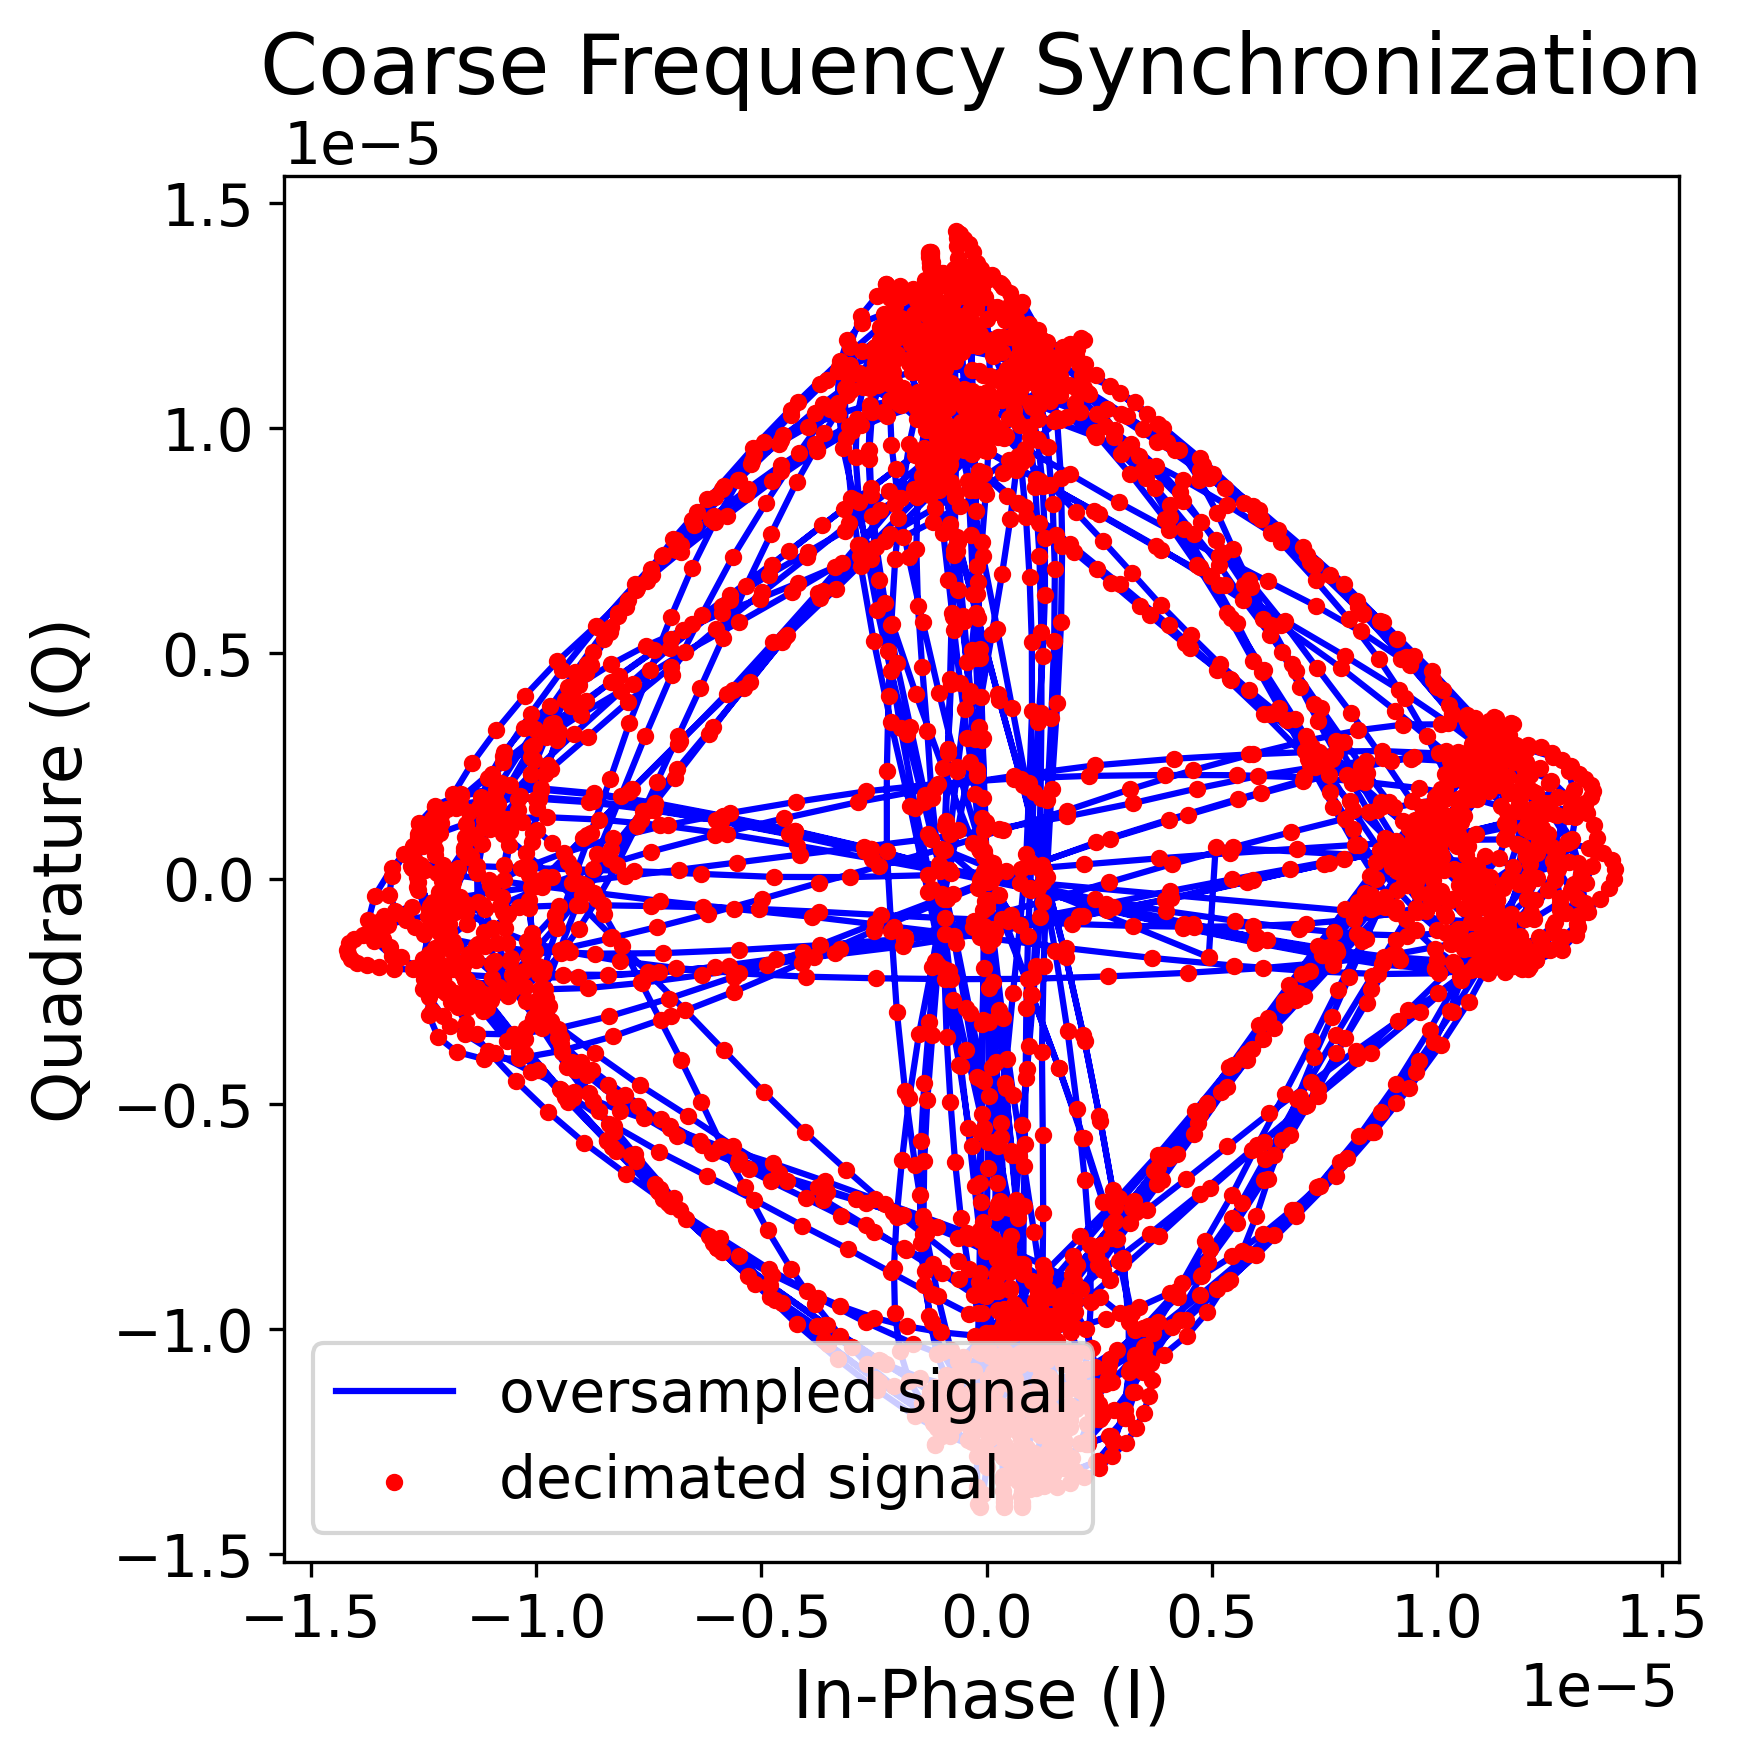 Coarse Frequency Synchronization
1e−5
1.5
1.0
0.5
0.0
−0.5
−1.0
−1.5
Quadrature (Q)
oversampled signal
decimated signal
−1.5 −1.0 −0.5 0.0 0.5 1.0 1.5
In-Phase (I)
1e−5